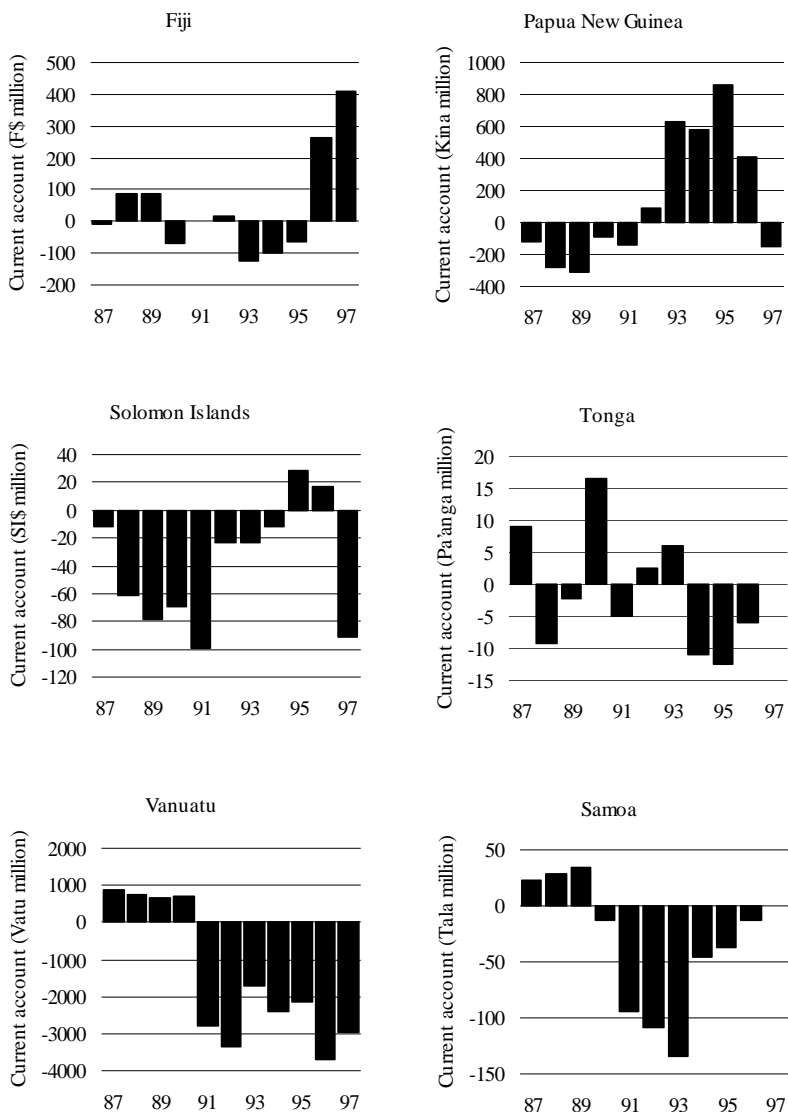 Fiji
Current account (F$ million)
500
400
300
200
100
0
-100
-200
87 89 91 93 95 97
Papua New Guinea
Current account (Kina million)
1000
800
600
400
200
0
-200
-400
87 89 91 93 95 97
Solomon Islands
Current account (SI$ million)
40
20
0
-20
-40
-60
-80
-100
-120
87 89 91 93 95 97
Tonga
Current account (Pa'anga million)
20
15
10
5
0
-5
-10
-15
87 89 91 93 95 97
Vanuatu
Current account (Vatu million)
2000
1000
0
-1000
-2000
-3000
-4000
87 89 91 93 95 97
Samoa
Current account (Tala million)
50
0
-50
-100
-150
87 89 91 93 95 97